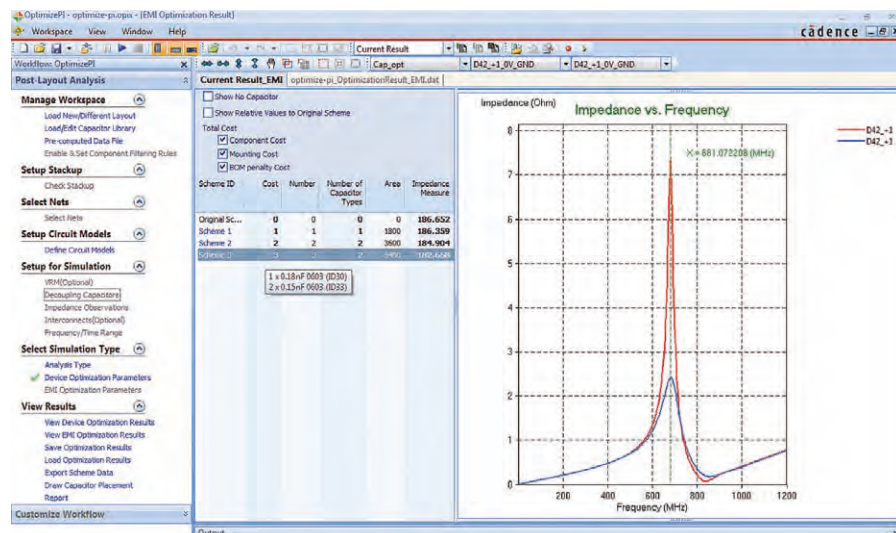 OptimizePI - optimize-pi.opix - [EMI Optimization Result]
Workspace View Window Help
cādence
Current Result
Workflow: OptimizePI
Cap_opt
D42_+1_0V_GND
D42_+1_0V_GND
Post-Layout Analysis
Manage Workspace
Load New/Different Layout
Load/Edit Capacitor Library
Pre-computed Data File
Enable & Set Component Filtering Rules
Setup Stackup
Check Stackup
Select Nets
Select Nets
Setup Circuit Models
Define Circuit Models
Setup for Simulation
VRM(Optional)
Decoupling Capacitors
Impedance Observations
Interconnects(Optional)
Frequency/Time Range
Select Simulation Type
Analysis Type
Device Optimization Parameters
EMI Optimization Parameters
View Results
View Device Optimization Results
View EMI Optimization Results
Save Optimization Results
Load Optimization Results
Export Scheme Data
Draw Capacitor Placement
Report
Customize Workflow
Current Result_EMI optimize-pi_OptimizationResult_EMI.dat
Show No Capacitor
Show Relative Values to Original Scheme
Total Cost
Component Cost
Mounting Cost
BOM penalty Cost
Scheme ID Cost Number Number of Capacitor Types Area Impedance Measure
Original Sc... 0 0 0 0 186.652
Scheme 1 1 1 1 1800 186.359
Scheme 2 2 2 2 3600 184.904
Scheme 3 3 3 2 5400 182.658
1 x 0.18nF 0603 (ID30)
2 x 0.15nF 0603 (ID33)
Impedance (Ohm)
Impedance vs. Frequency
X = 681.072208 (MHz)
D42_+1
D42_+1
8
7
6
5
4
3
2
1
0
200 400 600 800 1000 1200
Frequency (MHz)
Output